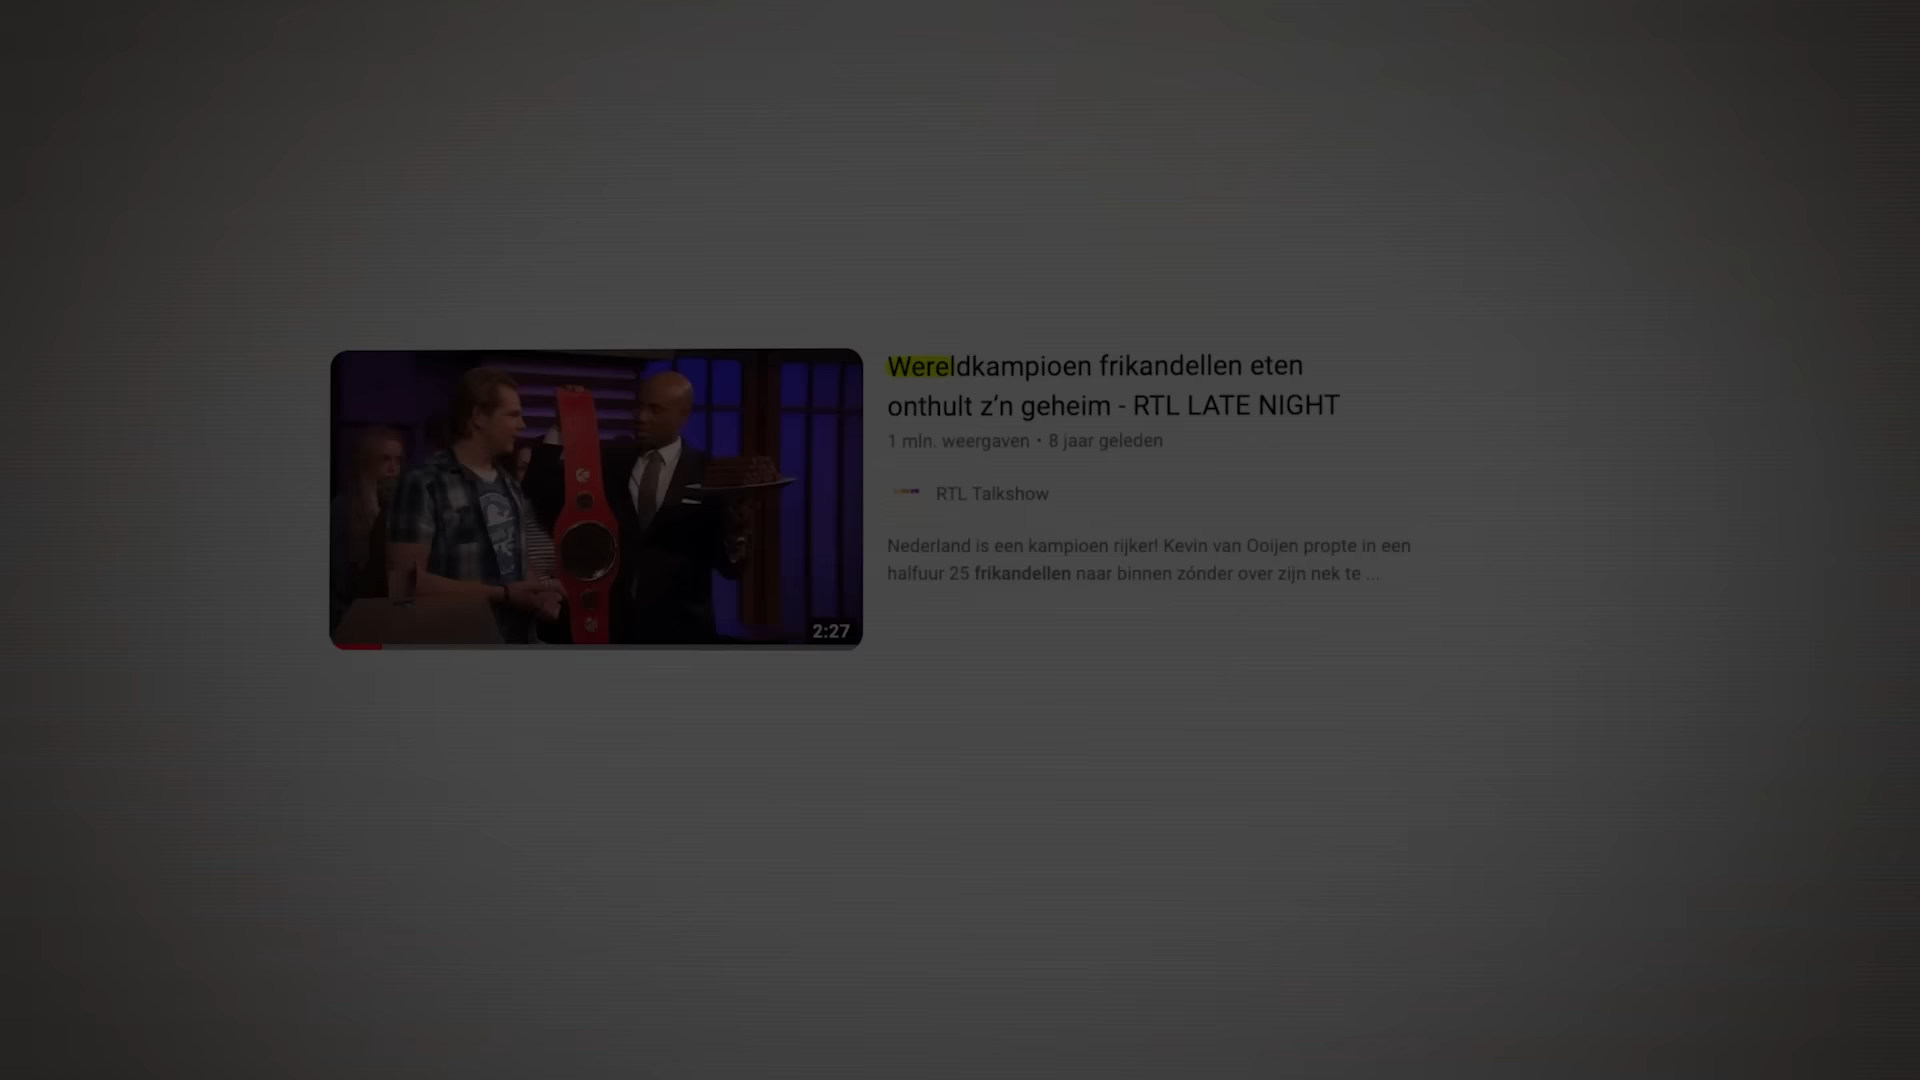 Wereldkampioen frikandellen eten
onthult z'n geheim - RTL LATE NIGHT
1 mln. weergaven • 8 jaar geleden
RTL Talkshow
Nederland is een kampioen rijker! Kevin van Ooijen propte in een
halfuur 25 frikandellen naar binnen zónder over zijn nek te ...
2:27